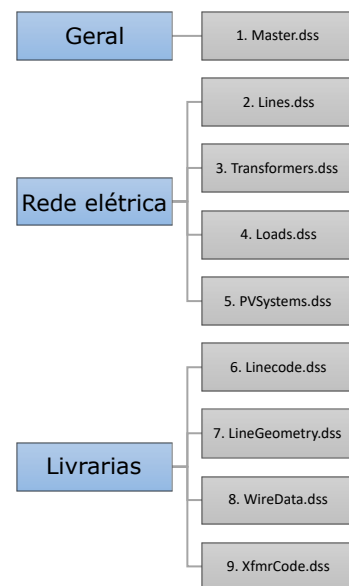 Geral
1. Master.dss
Rede elétrica
2. Lines.dss
3. Transformers.dss
4. Loads.dss
5. PVSystems.dss
Livrarias
6. Linecode.dss
7. LineGeometry.dss
8. WireData.dss
9. XfmrCode.dss